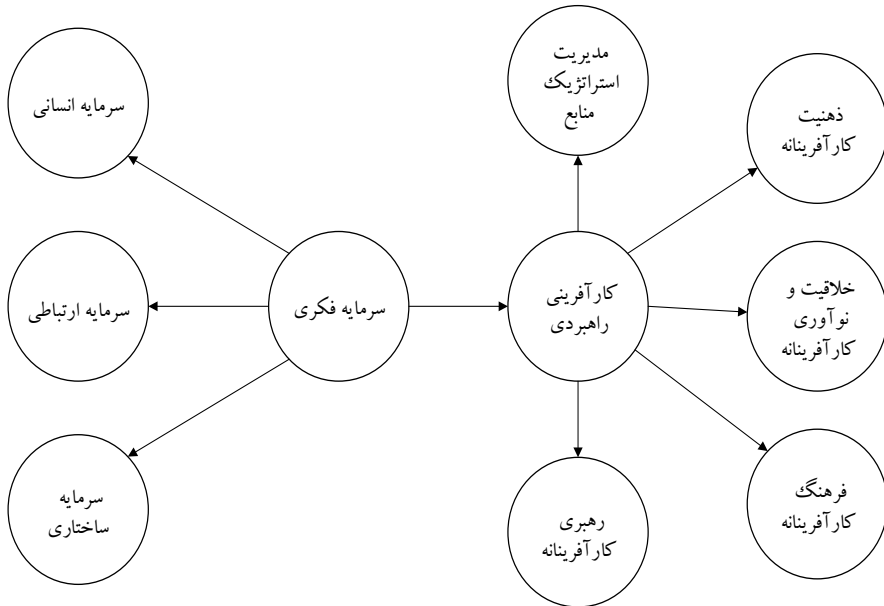 مدیریت
استراتژیک
منابع
ذهنیت
کارآفرینانه
سرمایه انسانی
خلاقیت و
نوآوری
کارآفرینانه
کارآفرینی
راهبردی
سرمایه فکری
سرمایه ارتباطی
فرهنگ
کارآفرینانه
رهبری
کارآفرینانه
سرمایه
ساختاری